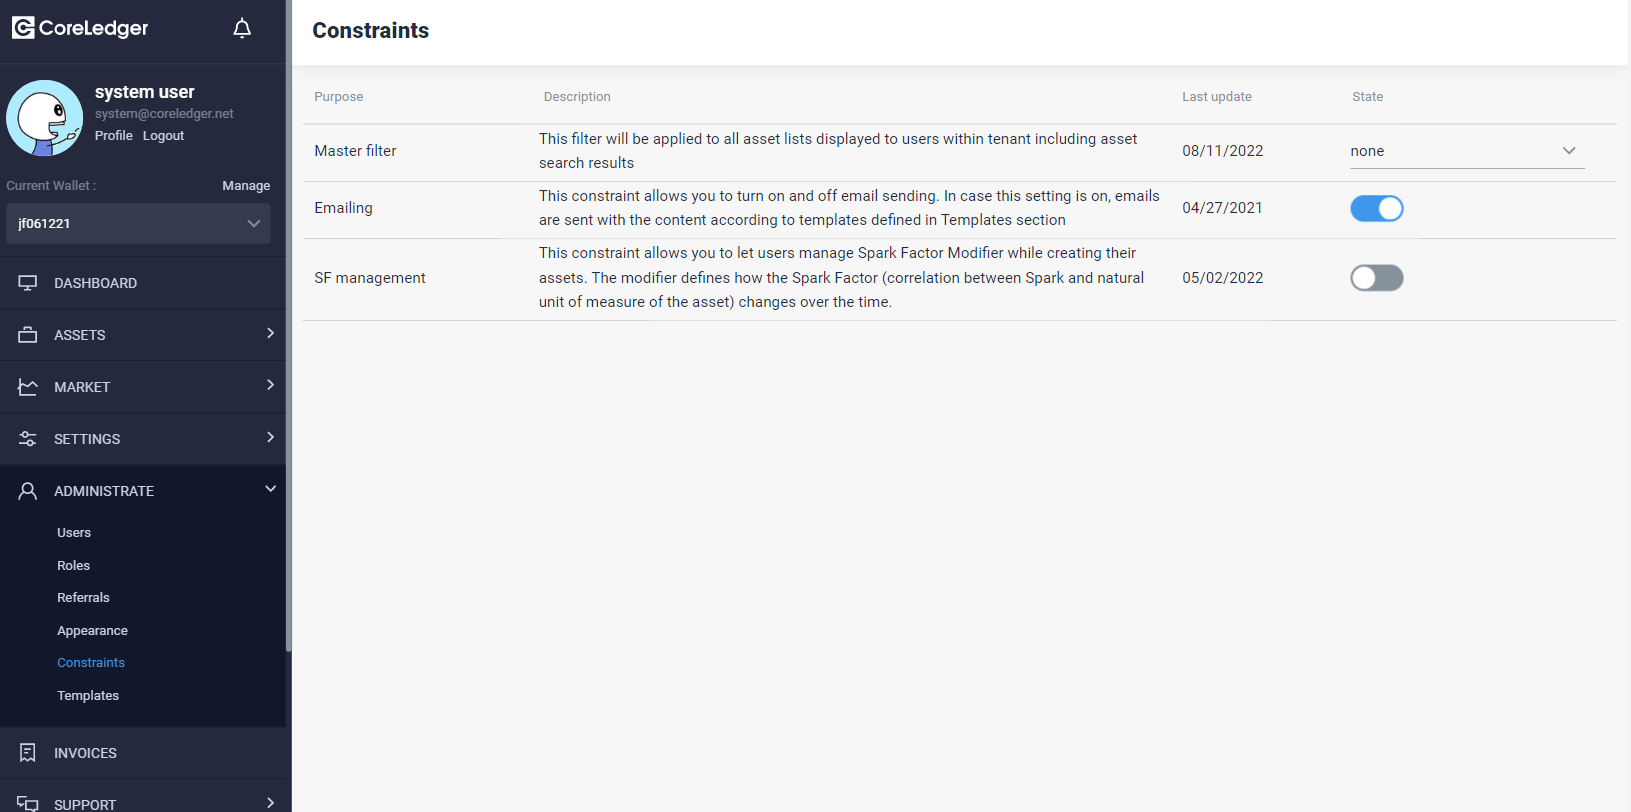 CoreLedger
system user
system@coreledger.net
Profile Logout
Current Wallet : Manage
jf061221
DASHBOARD
ASSETS
MARKET
SETTINGS
ADMINISTRATE
Users
Roles
Referrals
Appearance
Constraints
Templates
INVOICES
SUPPORT
Constraints
Purpose Description Last update State
Master filter
This filter will be applied to all asset lists displayed to users within tenant including asset
search results
08/11/2022
none
Emailing
This constraint allows you to turn on and off email sending. In case this setting is on, emails
are sent with the content according to templates defined in Templates section
04/27/2021
SF management
This constraint allows you to let users manage Spark Factor Modifier while creating their
assets. The modifier defines how the Spark Factor (correlation between Spark and natural
unit of measure of the asset) changes over the time.
05/02/2022